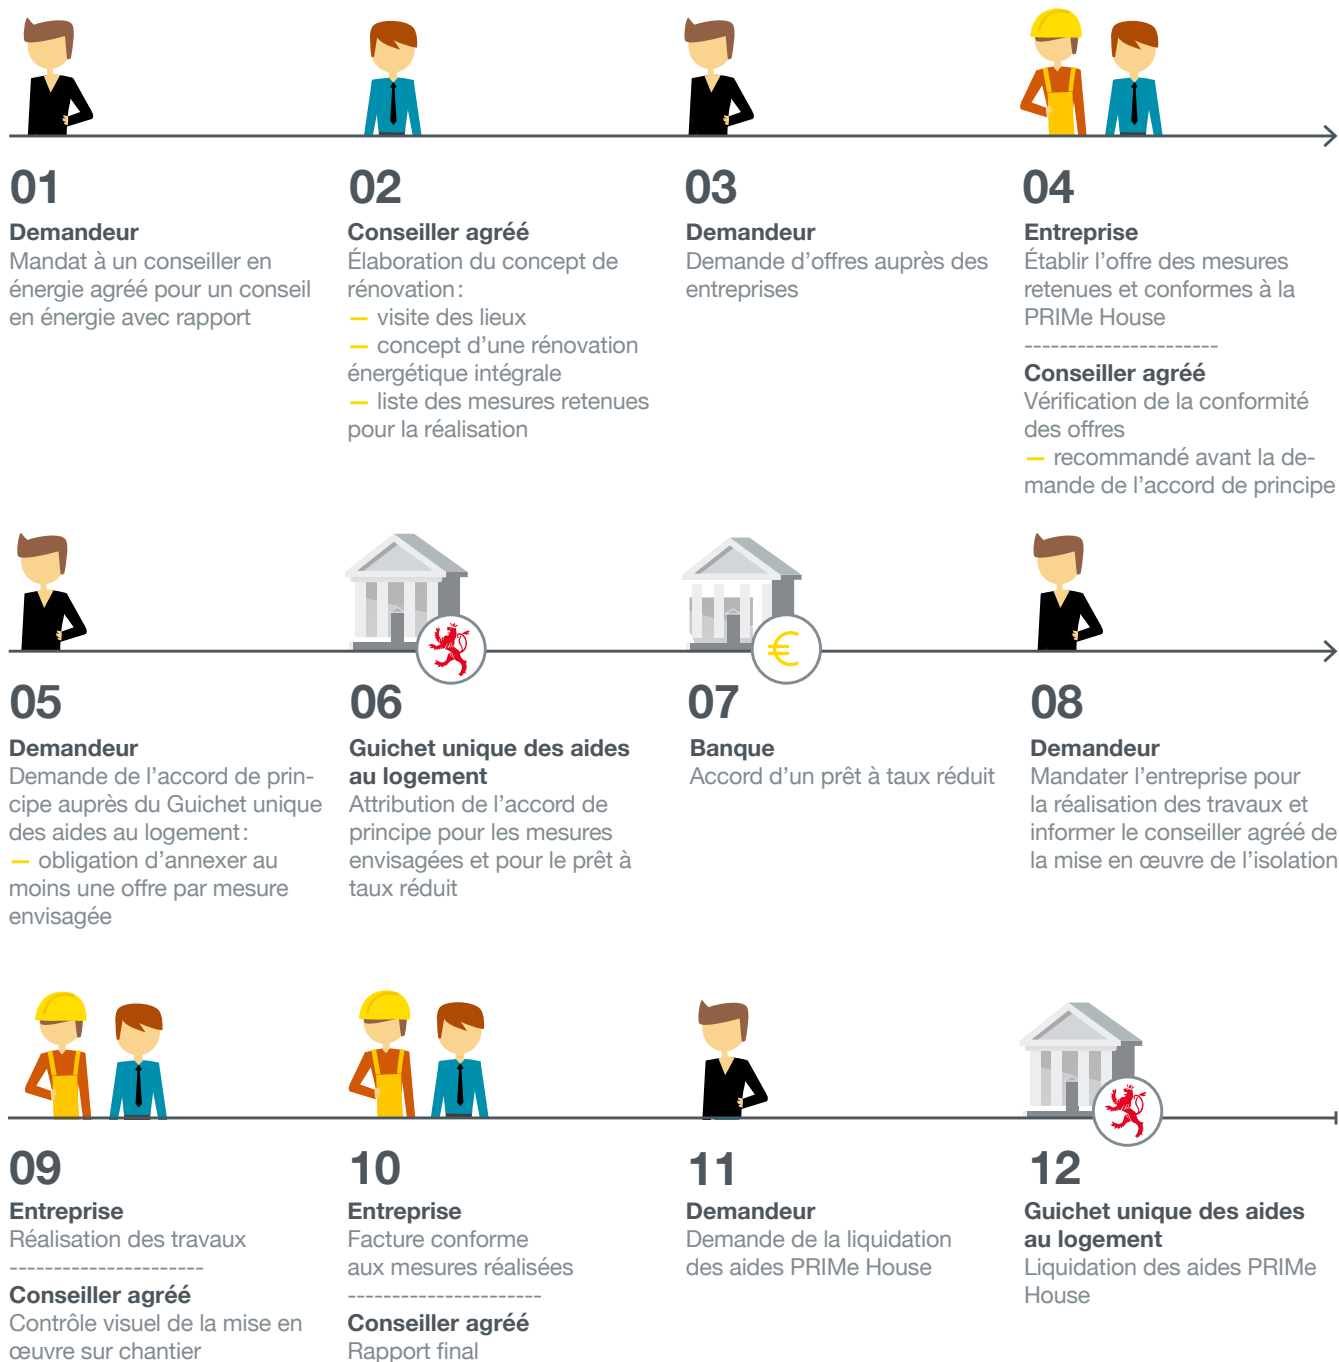 01
Demandeur
Mandat à un conseiller en
énergie agréé pour un conseil
en énergie avec rapport
02
Conseiller agréé
Élaboration du concept de
rénovation:
— visite des lieux
— concept d’une rénovation
énergétique intégrale
— liste des mesures retenues
pour la réalisation
03
Demandeur
Demande d’offres auprès des
entreprises
04
Entreprise
Établir l’offre des mesures
retenues et conformes à la
PRIMe House
----------------------
Conseiller agréé
Vérification de la conformité
des offres
— recommandé avant la de-
mande de l’accord de principe
05
Demandeur
Demande de l’accord de prin-
cipe auprès du Guichet unique
des aides au logement:
— obligation d’annexer au
moins une offre par mesure
envisagée
06
Guichet unique des aides
au logement
Attribution de l’accord de
principe pour les mesures
envisagées et pour le prêt à
taux réduit
€
07
Banque
Accord d’un prêt à taux réduit
08
Demandeur
Mandater l’entreprise pour
la réalisation des travaux et
informer le conseiller agréé de
la mise en œuvre de l’isolation
09
Entreprise
Réalisation des travaux
----------------------
Conseiller agréé
Contrôle visuel de la mise en
œuvre sur chantier
10
Entreprise
Facture conforme
aux mesures réalisées
----------------------
Conseiller agréé
Rapport final
11
Demandeur
Demande de la liquidation
des aides PRIMe House
12
Guichet unique des aides
au logement
Liquidation des aides PRIMe
House